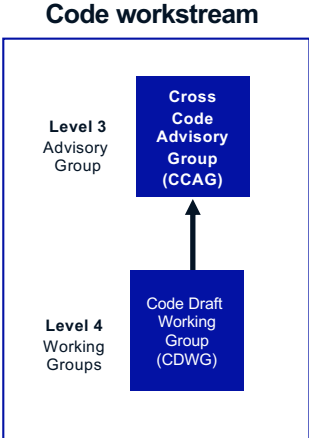 Code workstream
Level 3
Advisory
Group
Cross
Code
Advisory
Group
(CCAG)
Level 4
Working
Groups
Code Draft
Working
Group
(CDWG)